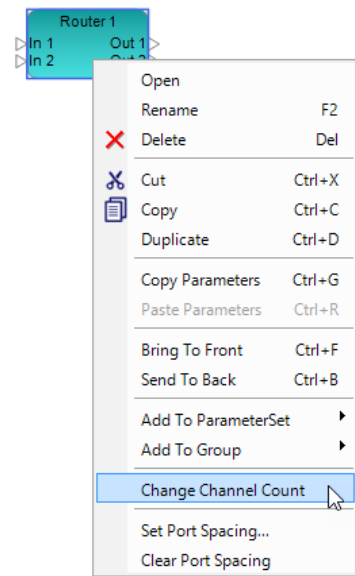 Router 1
In 1 Out 1
In 2 Out 2
Open
Rename F2
Delete Del
Cut Ctrl+X
Copy Ctrl+C
Duplicate Ctrl+D
Copy Parameters Ctrl+G
Paste Parameters Ctrl+R
Bring To Front Ctrl+F
Send To Back Ctrl+B
Add To ParameterSet
Add To Group
Change Channel Count
Set Port Spacing...
Clear Port Spacing